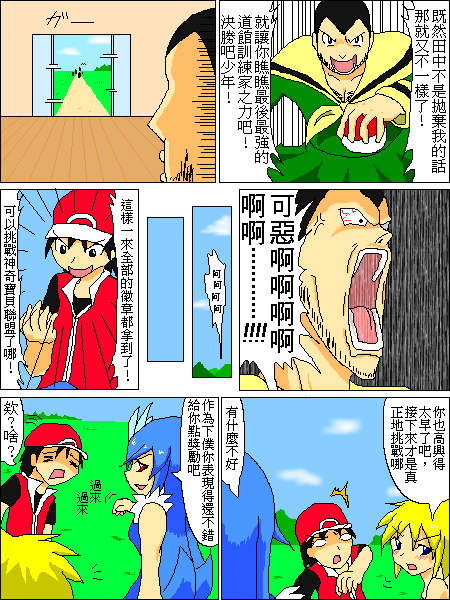 既然田中不是拋棄我的話
那就又不一樣了！
就讓你瞧瞧最後最強的
道館訓練家之力吧！
決勝吧少年！
ガー
可惡啊啊啊啊
啊啊………!!!!
啊啊啊啊
這樣一來全部的徽章都拿到了！
可以挑戰神奇寶貝聯盟了哪！
你也高興得
太早了吧，
接下來才是真
正地挑戰哪
有什麼不好
作為下僕你表現得還不錯
給你點獎勵吧
過來
過來
欸？啥？